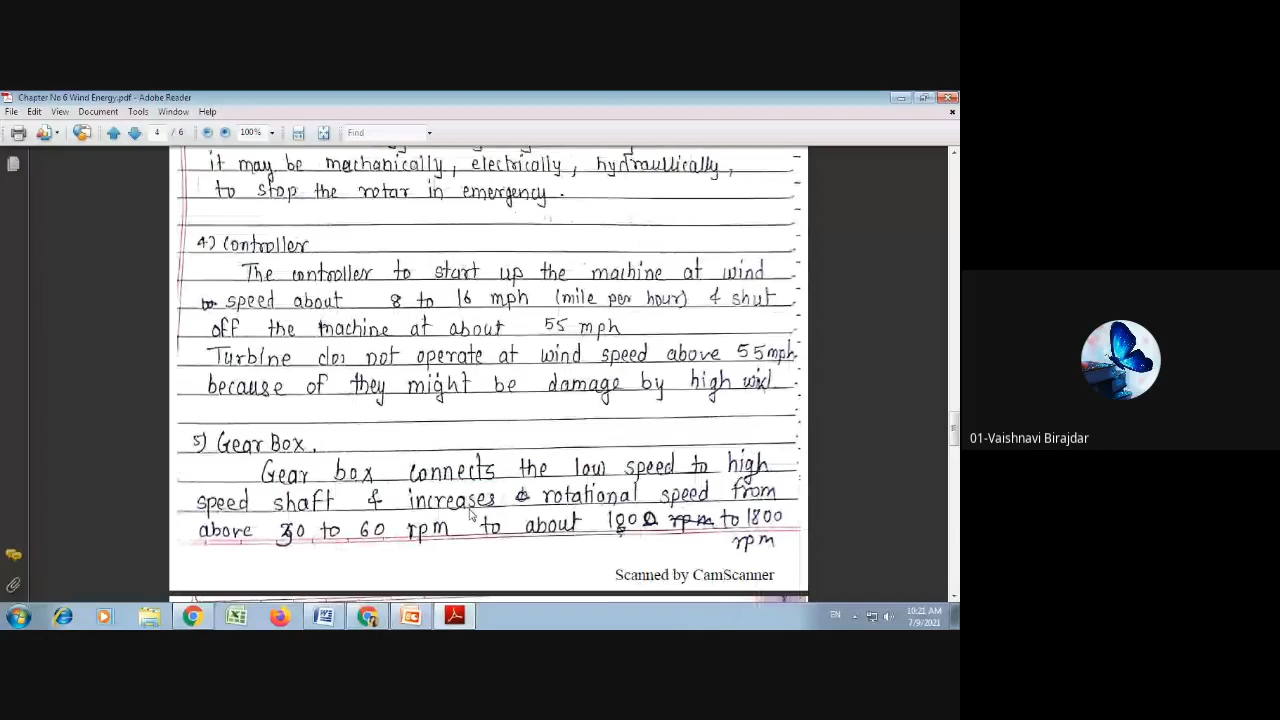 Chapter No 6 Wind Energy.pdf - Adobe Reader
File Edit View Document Tools Window Help
4 / 6 100% Find
it may be mechanically, electrically, hydraullically,
to stop the rotar in emergency.
4) Controller
The controller to start up the machine at wind
speed about 8 to 16 mph (mile per hour) & shut
off the machine at about 55 mph
Turbine does not operate at wind speed above 55mph
because of they might be damage by high
5) Gear Box.
Gear box connects the low speed to high
speed shaft & increases rotational speed from
above 30 to 60 rpm to about to 1800
rpm
Scanned by CamScanner
01-Vaishnavi Birajdar
EN
10:21 AM
7/9/2021